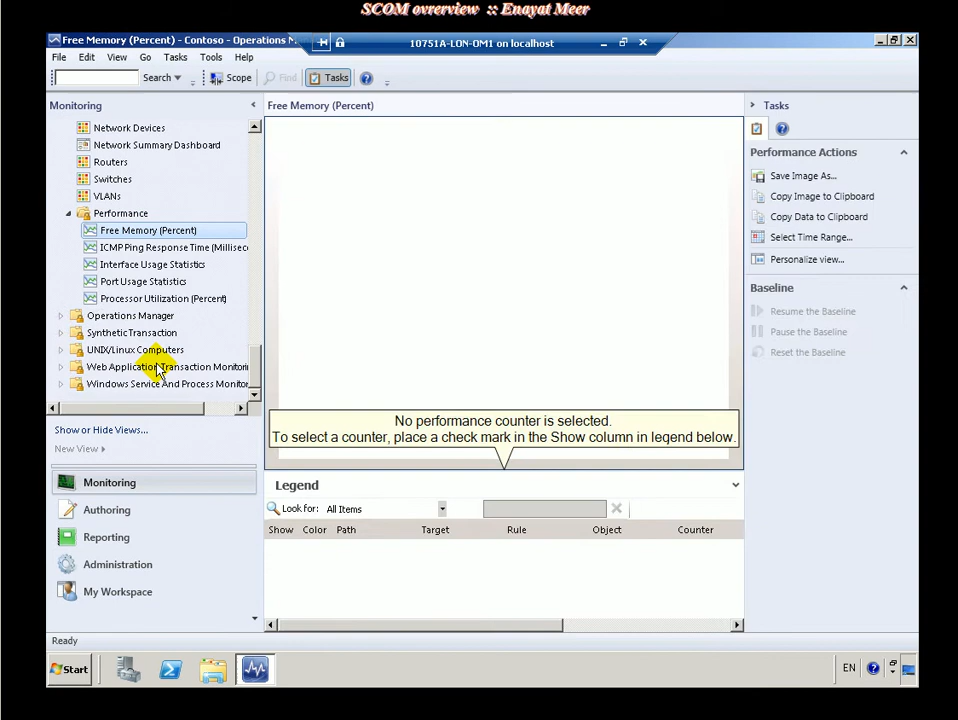 SCOM ovrerview :: Enayat Meer
Free Memory (Percent) - Contoso - Operations M
10751A-LON-OM1 on localhost
File Edit View Go Tasks Tools Help
Search Scope Find Tasks
Monitoring
Free Memory (Percent)
Tasks
Network Devices
Network Summary Dashboard
Routers
Switches
VLANs
Performance
Free Memory (Percent)
ICMP Ping Response Time (Millisec
Interface Usage Statistics
Port Usage Statistics
Processor Utilization (Percent)
Operations Manager
Synthetic Transaction
UNIX/Linux Computers
Web Application Transaction Monitori
Windows Service And Process Monitor
Show or Hide Views...
New View
Monitoring
Authoring
Reporting
Administration
My Workspace
No performance counter is selected.
To select a counter, place a check mark in the Show column in legend below.
Legend
Look for: All Items
Show Color Path Target Rule Object Counter
Performance Actions
Save Image As...
Copy Image to Clipboard
Copy Data to Clipboard
Select Time Range...
Personalize view...
Baseline
Resume the Baseline
Pause the Baseline
Reset the Baseline
Ready
Start
EN